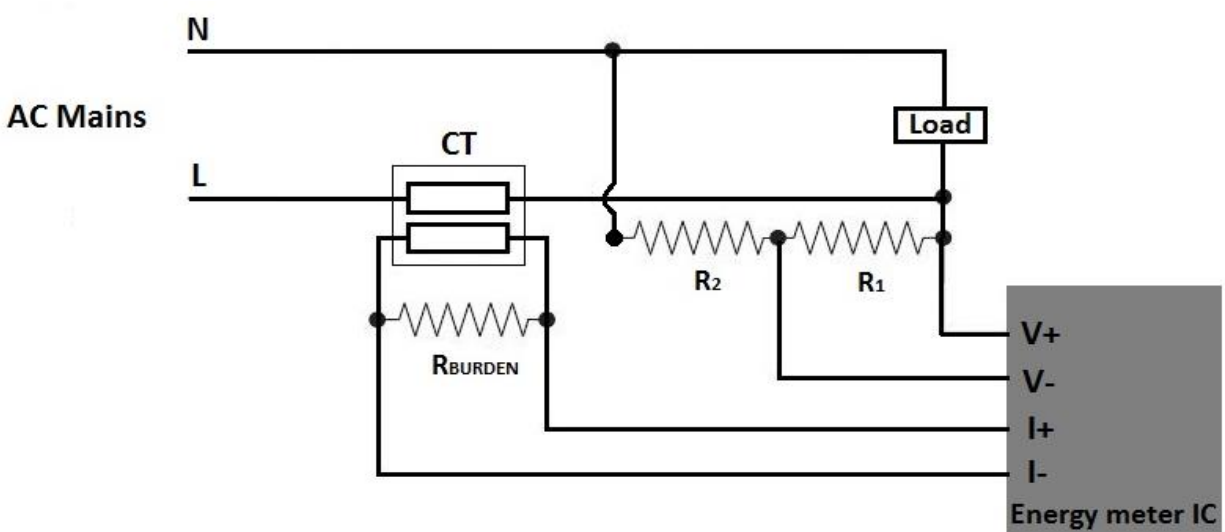 N
AC Mains
CT
Load
L
R2
R1
RBURDEN
V+
V-
I+
I-
Energy meter IC